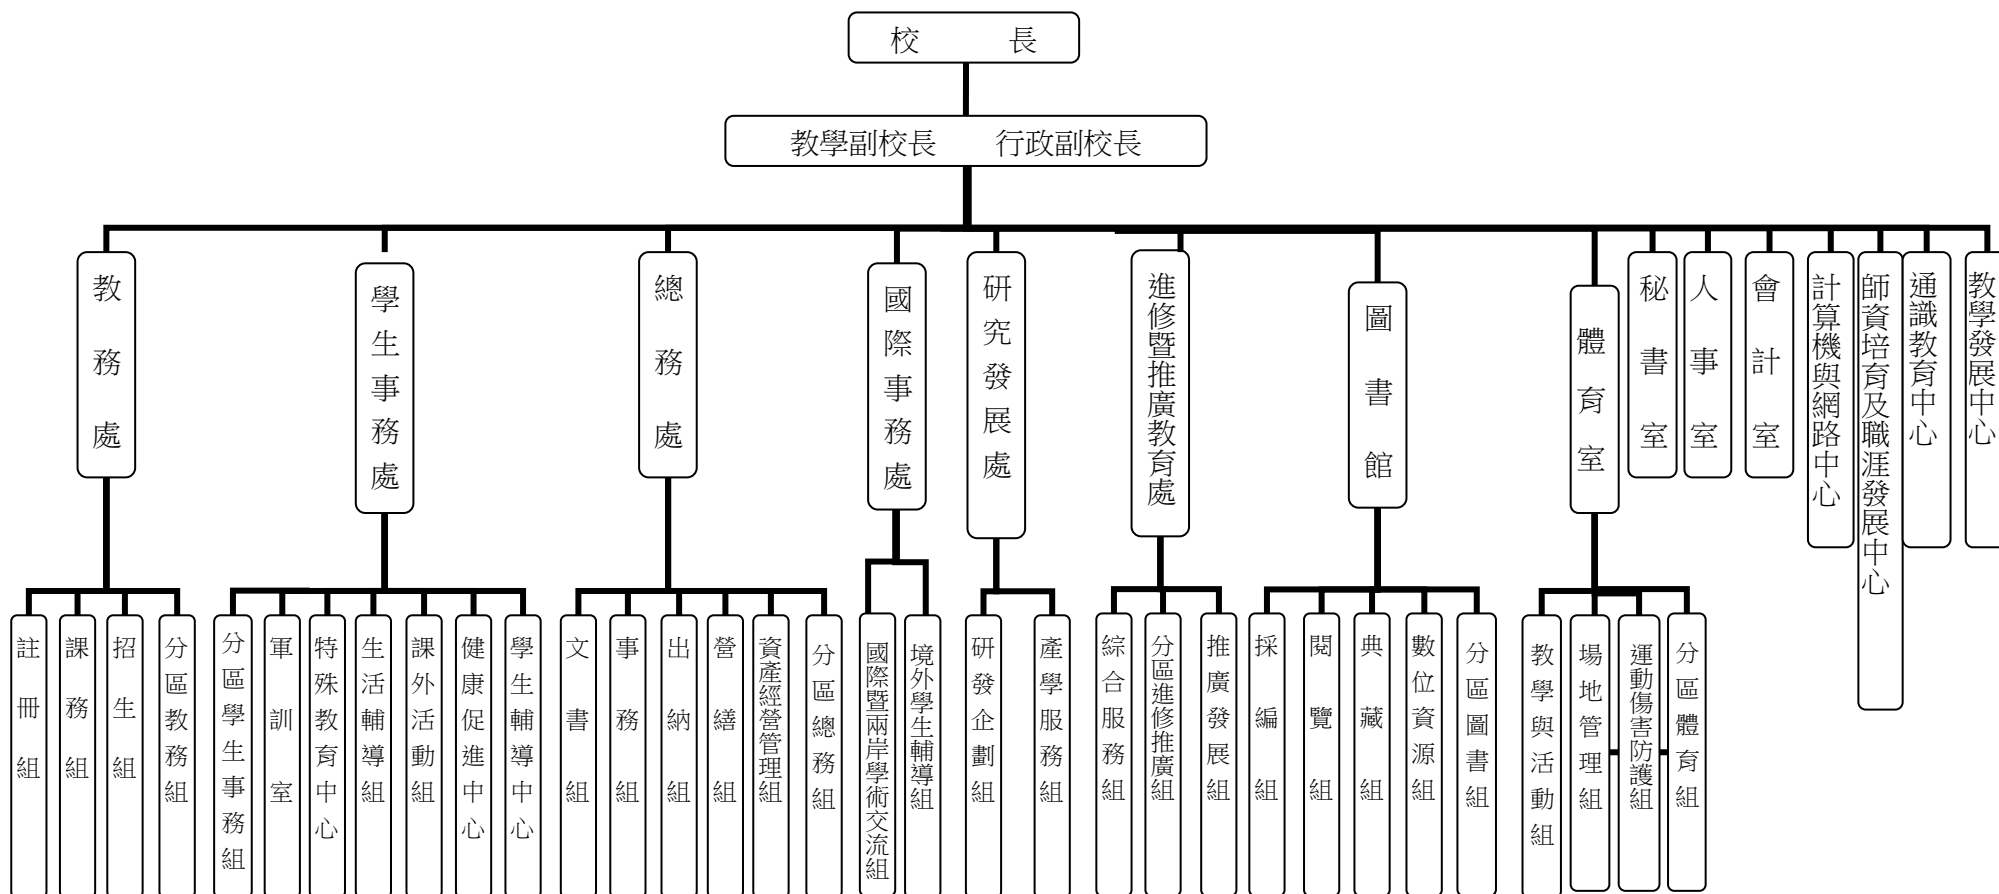 校　　　長
教學副校長　　行政副校長
教務處
學生事務處
總務處
國際事務處
研究發展處
進修暨推廣教育處
圖書館
體育室
秘書室
人事室
會計室
計算機與網路中心
師資培育及職涯發展中心
通識教育中心
教學發展中心
註冊組
課務組
招生組
分區教務組
分區學生事務組
軍訓室
特殊教育中心
生活輔導組
課外活動組
健康促進中心
學生輔導中心
文書組
事務組
出納組
營繕組
資產經營管理組
分區總務組
國際暨兩岸學術交流組
境外學生輔導組
研發企劃組
產學服務組
綜合服務組
分區進修推廣組
推廣發展組
採編組
閱覽組
典藏組
數位資源組
分區圖書組
教學與活動組
場地管理組
運動傷害防護組
分區體育組